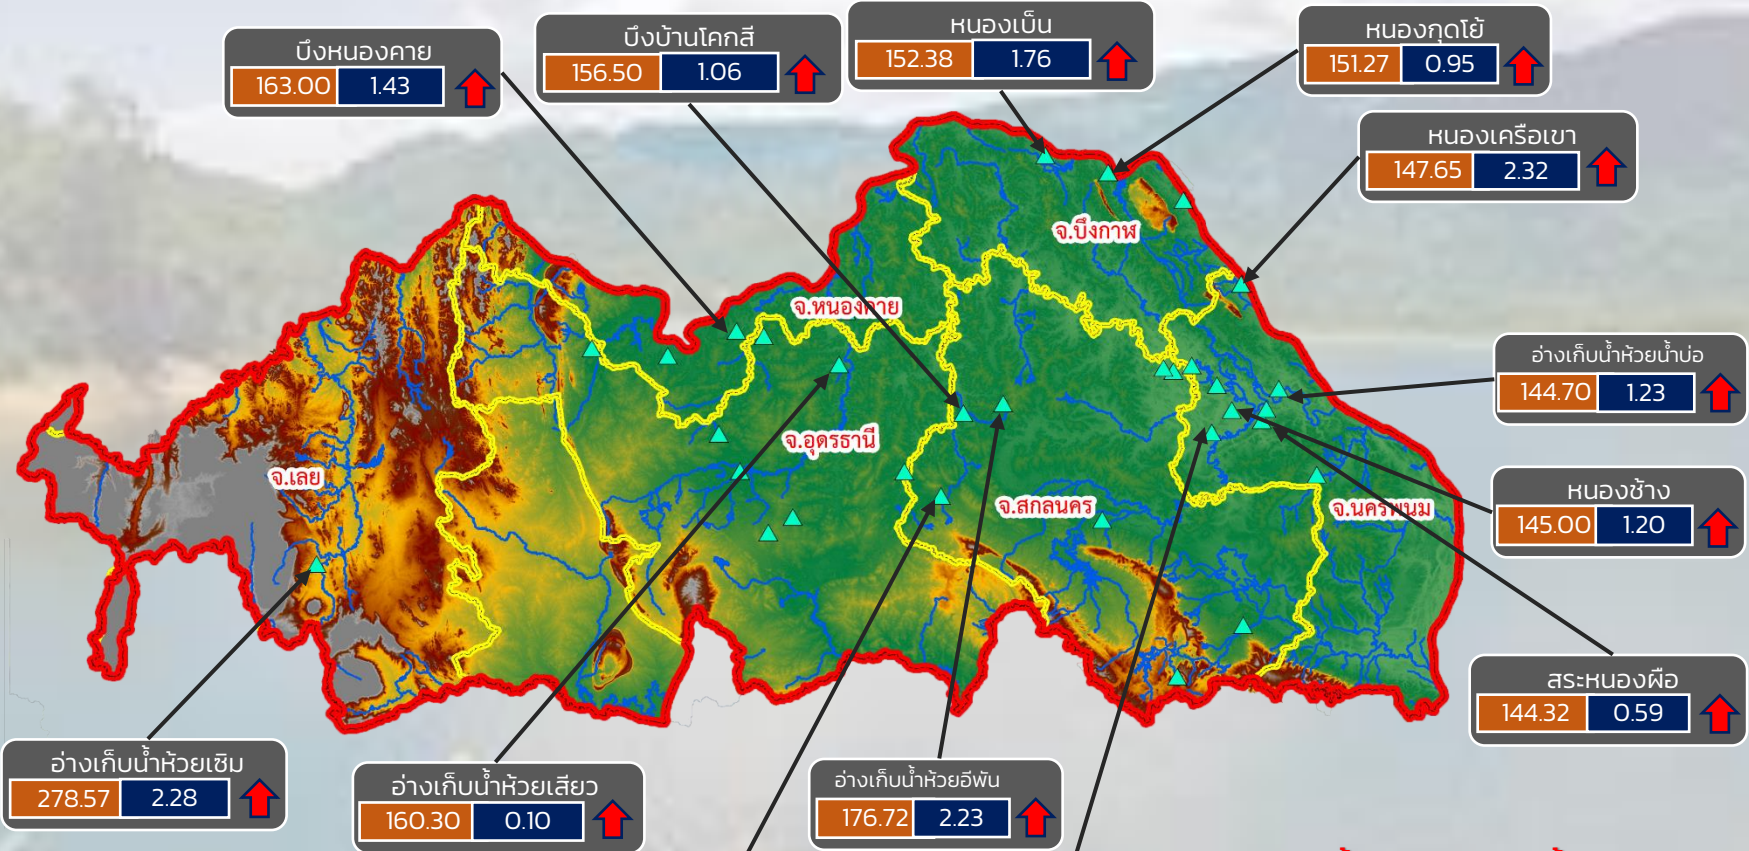 บึงหนองคาย
163.00 1.43
บึงบ้านโคกสี
156.50 1.06
หนองเบ็น
152.38 1.76
หนองกุดโย้
151.27 0.95
หนองเครือเขา
147.65 2.32
จ.บึงกาฬ
จ.หนองคาย
อ่างเก็บน้ำห้วยน้ำบ่อ
144.70 1.23
จ.อุดรธานี
จ.เลย
จ.สกลนคร
จ.นครพนม
หนองช้าง
145.00 1.20
สระหนองผือ
144.32 0.59
อ่างเก็บน้ำห้วยเซิม
278.57 2.28
อ่างเก็บน้ำห้วยเสียว
160.30 0.10
อ่างเก็บน้ำห้วยอีพัน
176.72 2.23